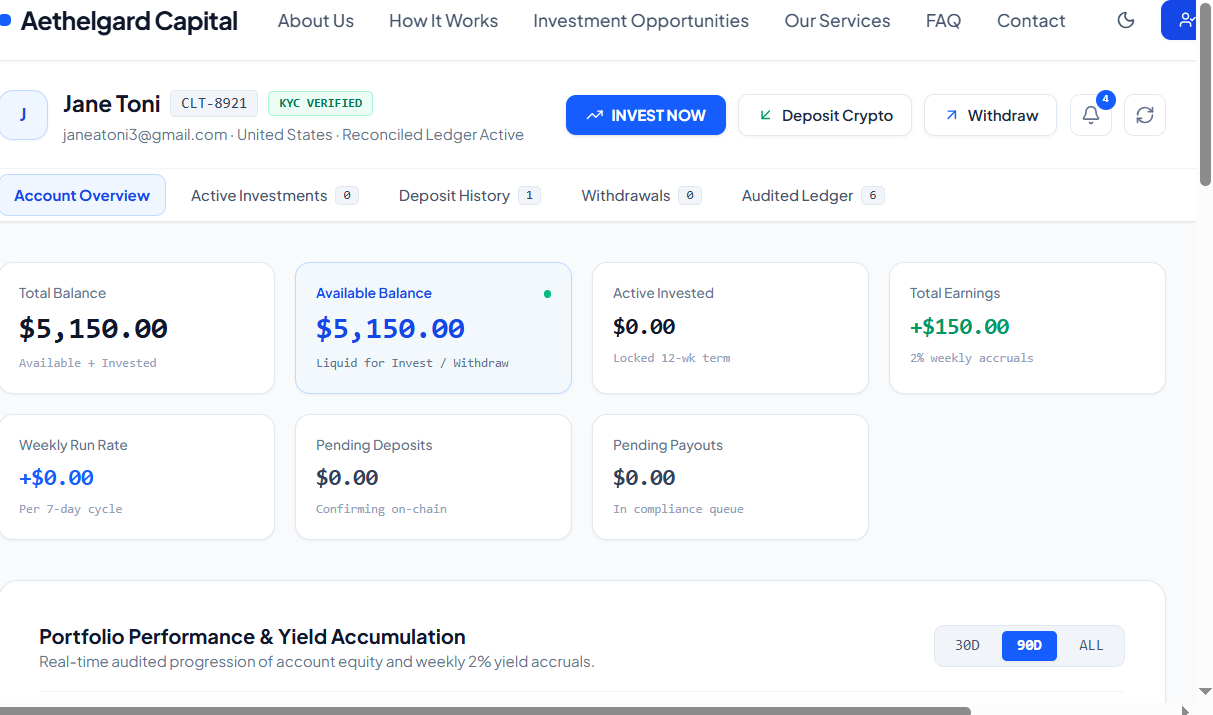 Aethelgard Capital About Us How It Works Investment Opportunities Our Services FAQ Contact
J
Jane Toni CLT-8921 KYC VERIFIED
janeatoni3@gmail.com · United States · Reconciled Ledger Active
INVEST NOW Deposit Crypto Withdraw 4
Account Overview Active Investments 0 Deposit History 1 Withdrawals 0 Audited Ledger 6
Total Balance
$5,150.00
Available + Invested
Available Balance
$5,150.00
Liquid for Invest / Withdraw
Active Invested
$0.00
Locked 12-wk term
Total Earnings
+$150.00
2% weekly accruals
Weekly Run Rate
+$0.00
Per 7-day cycle
Pending Deposits
$0.00
Confirming on-chain
Pending Payouts
$0.00
In compliance queue
Portfolio Performance & Yield Accumulation
Real-time audited progression of account equity and weekly 2% yield accruals.
30D 90D ALL